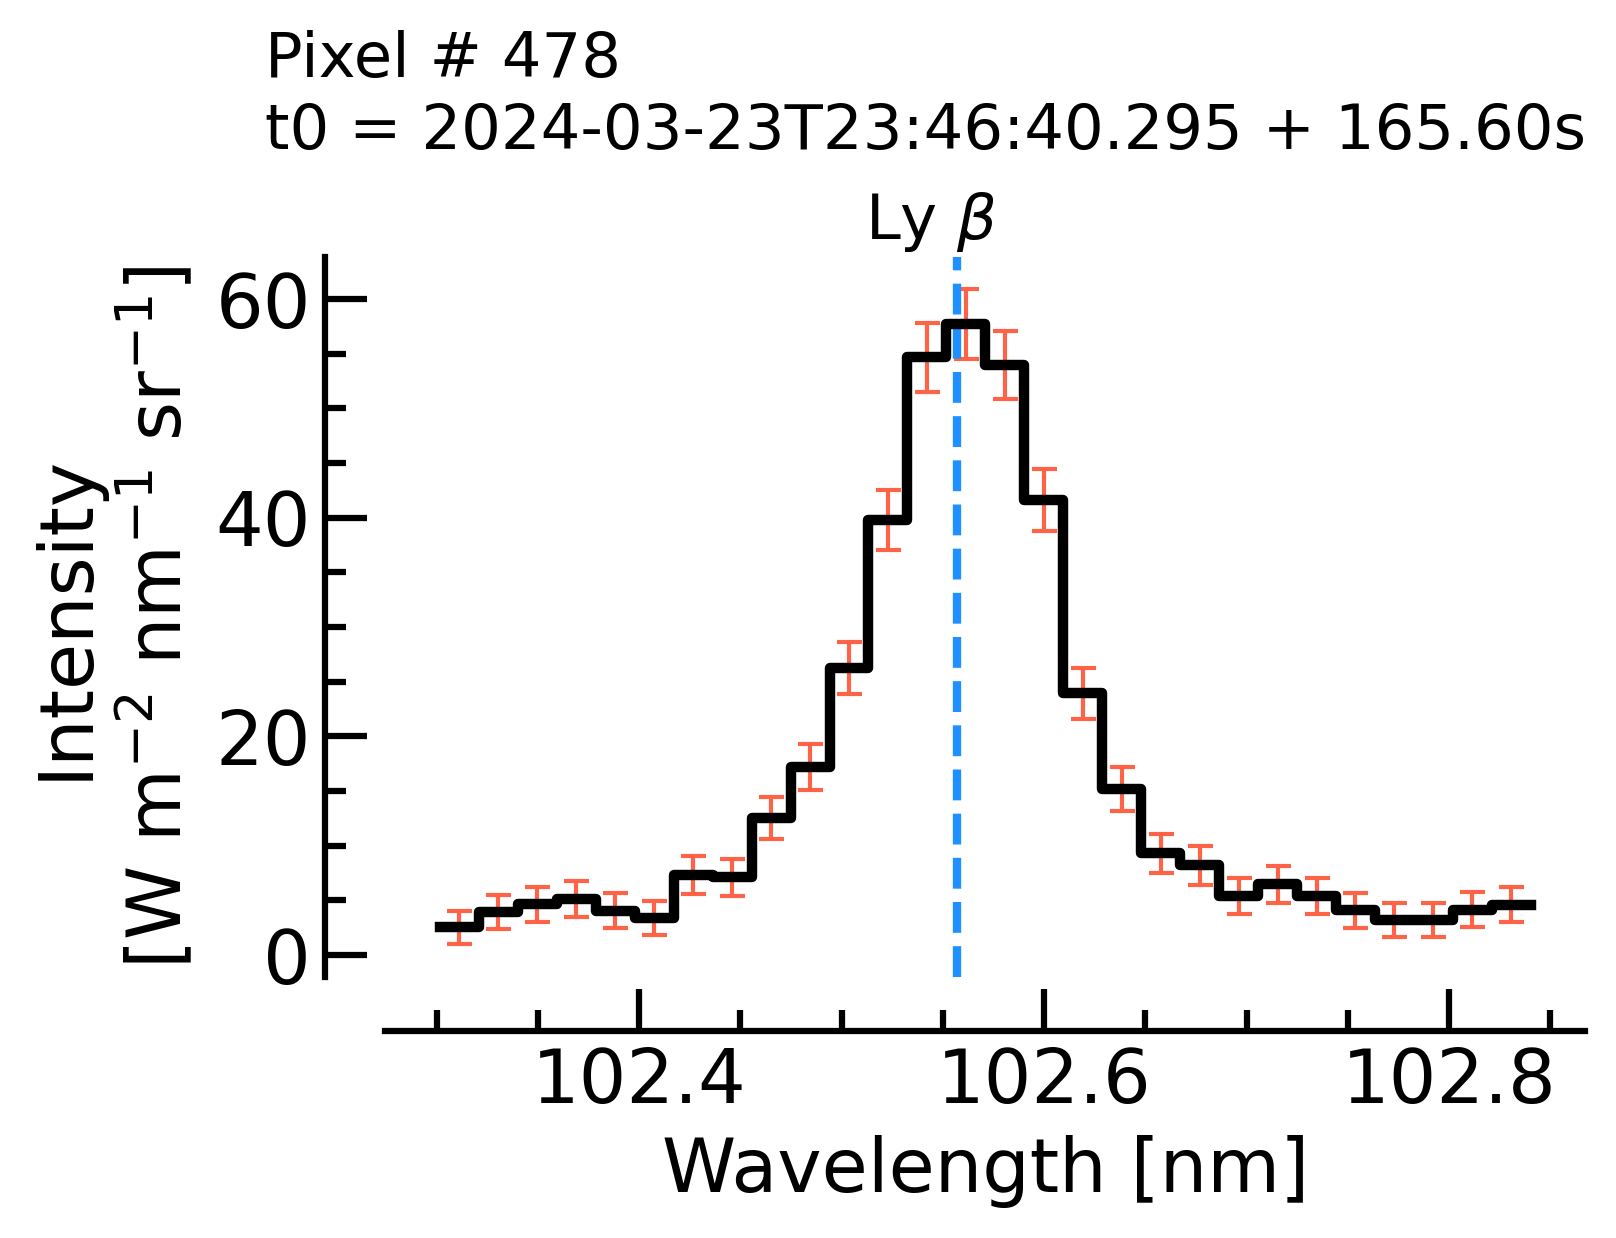 Pixel # 478
t0 = 2024-03-23T23:46:40.295 + 165.60s
Ly β
Intensity
[W m⁻² nm⁻¹ sr⁻¹]
60
40
20
0
102.4 102.6 102.8
Wavelength [nm]